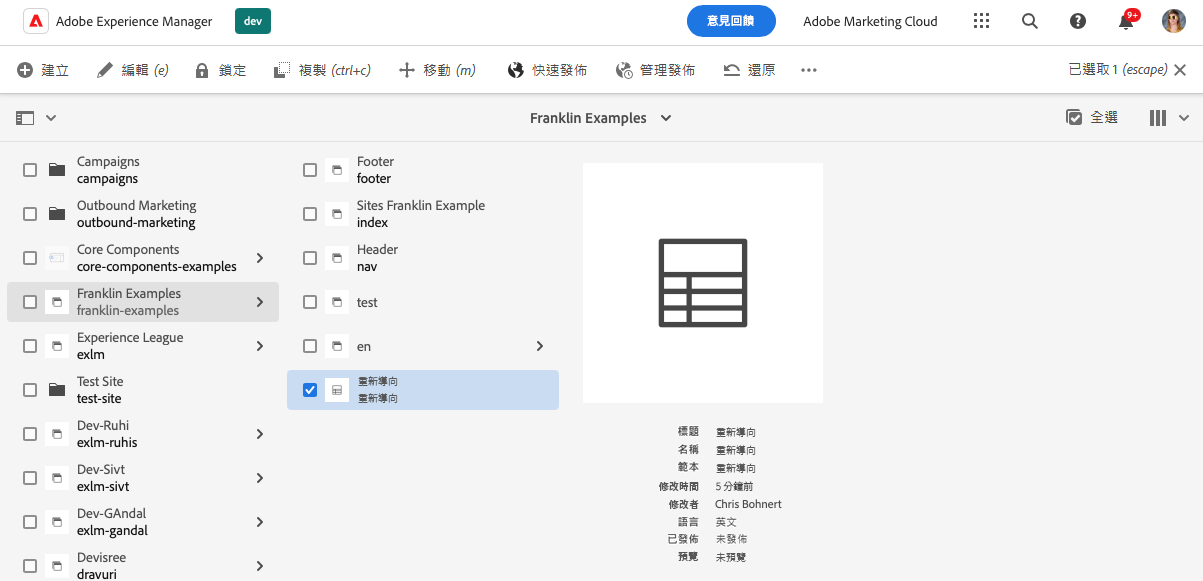 Adobe Experience Manager
dev
意見回饋
Adobe Marketing Cloud
9+
建立
編輯 (e)
鎖定
複製 (ctrl+c)
移動 (m)
快速發佈
管理發佈
還原
已選取 1 (escape)
Franklin Examples
全選
Campaigns
campaigns
Outbound Marketing
outbound-marketing
Core Components
core-components-examples
Franklin Examples
franklin-examples
Experience League
exlm
Test Site
test-site
Dev-Ruhi
exlm-ruhis
Dev-Sivt
exlm-sivt
Dev-GAndal
exlm-gandal
Devisree
dravuri
Footer
footer
Sites Franklin Example
index
Header
nav
test
en
重新導向
重新導向
標題 重新導向
名稱 重新導向
範本 重新導向
修改時間 5 分鐘前
修改者 Chris Bohnert
語言 英文
已發佈 未發佈
預覽 未預覽